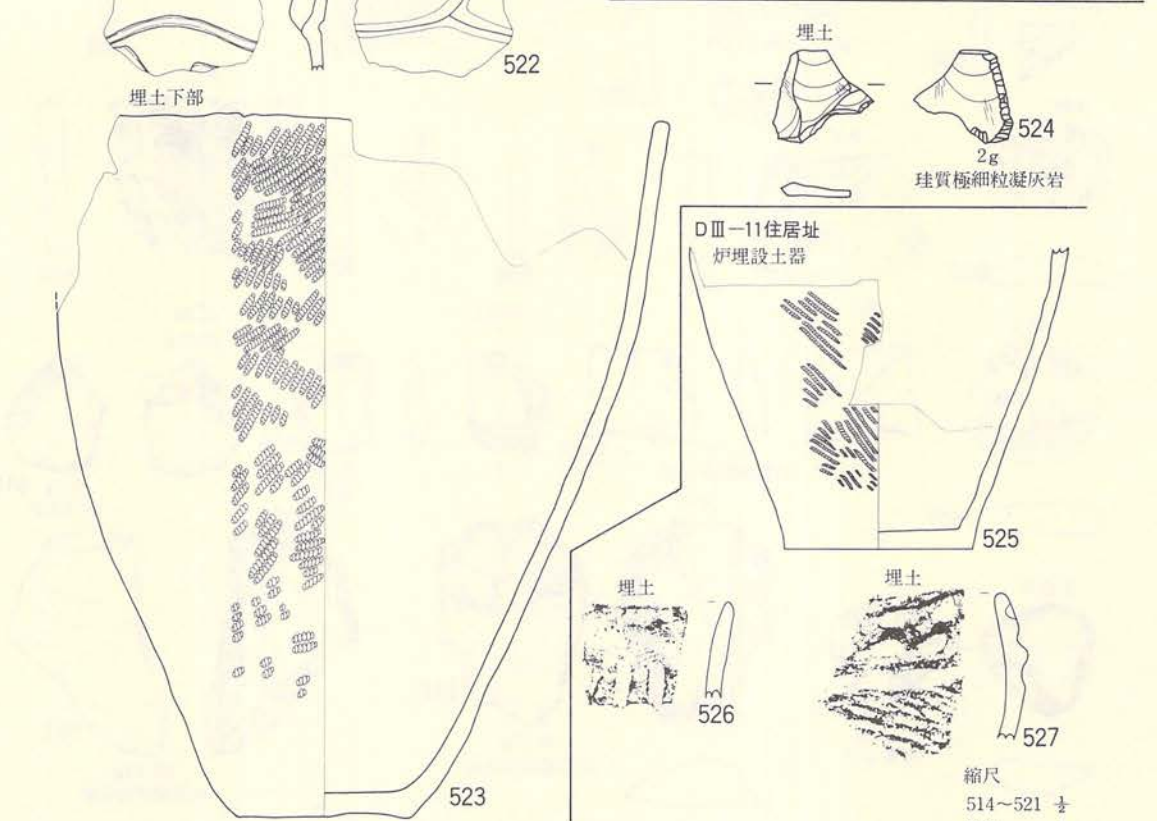 522
埋土下部
523
埋土
524
2g
珪質極細粒凝灰岩
DⅢ－11住居址
炉埋設土器
525
埋土
526
埋土
527
縮尺
514～521 ½